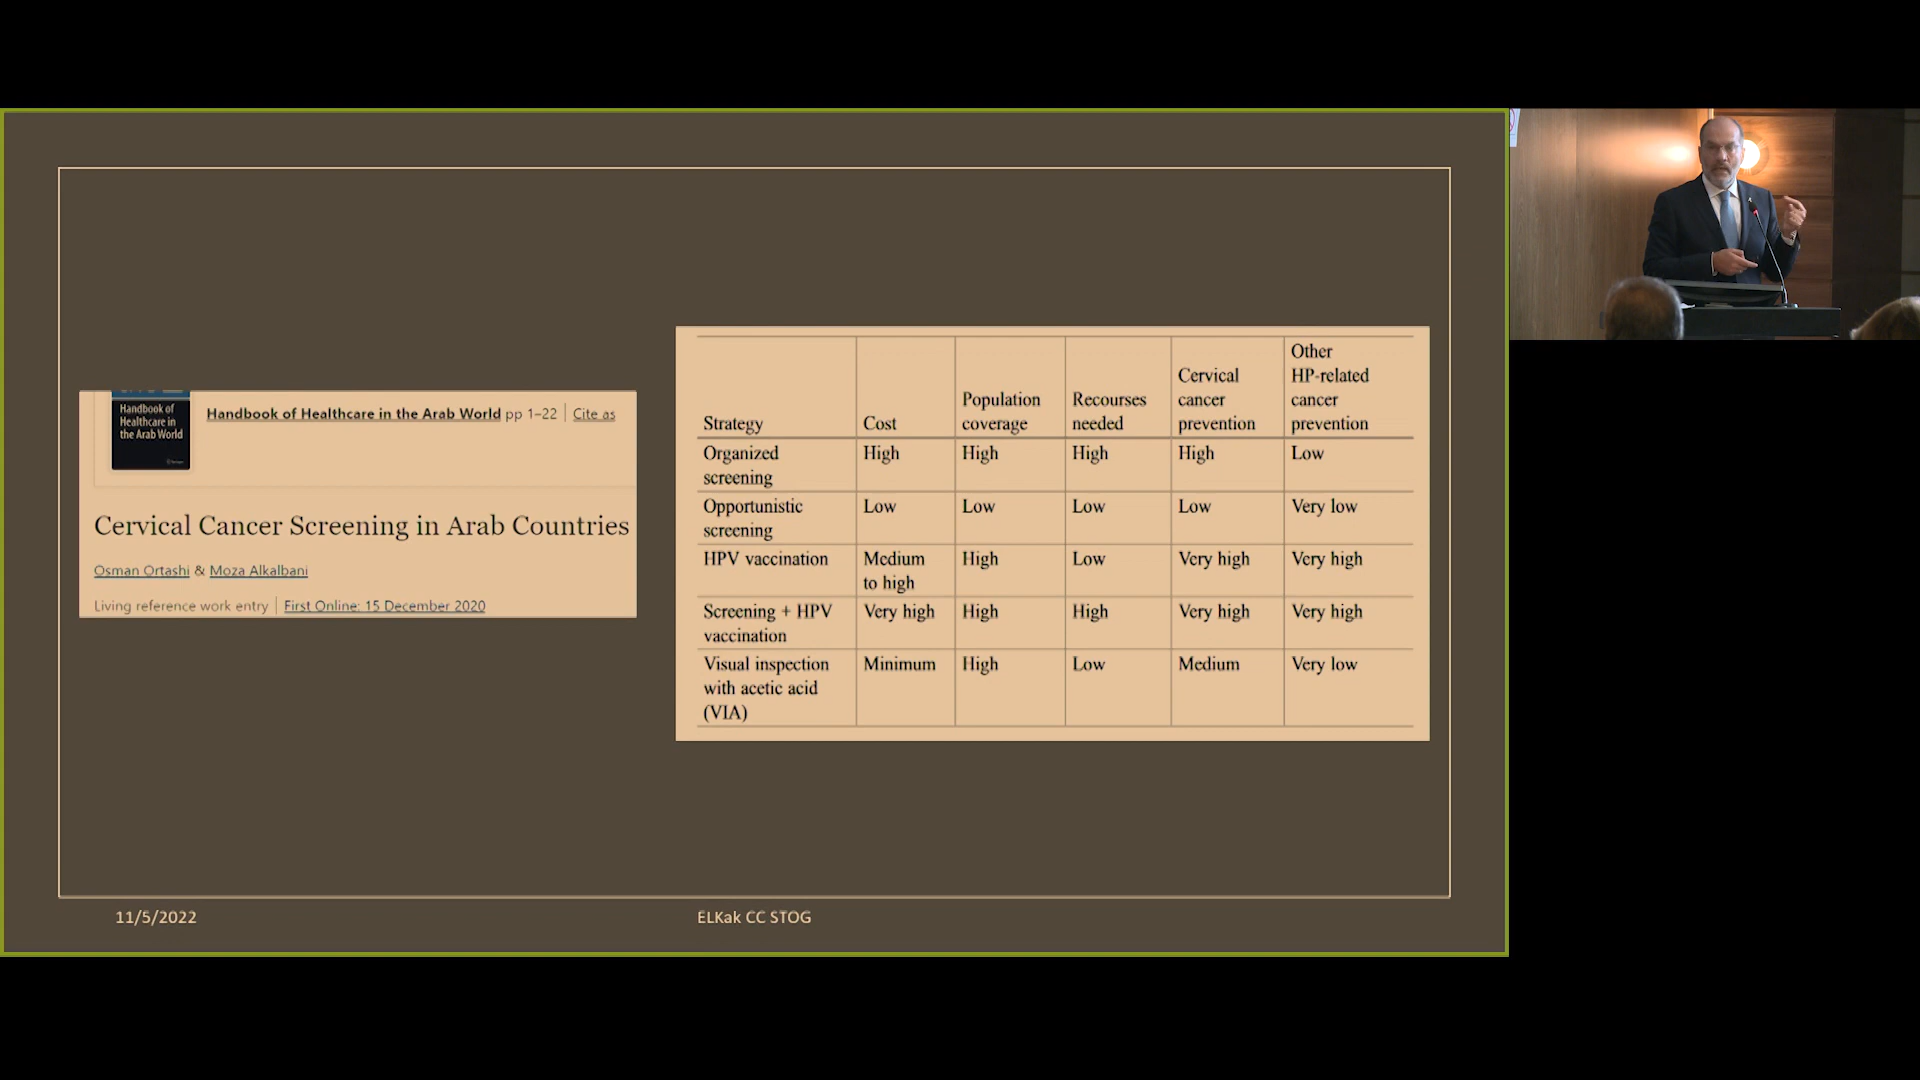 Handbook of
Healthcare in
the Arab World
Handbook of Healthcare in the Arab World pp 1–22 | Cite as
Cervical Cancer Screening in Arab Countries
Osman Ortashi & Moza Alkalbani
Living reference work entry | First Online: 15 December 2020
Strategy Cost Population coverage Recourses needed Cervical cancer prevention Other HP-related cancer prevention
Organized screening High High High High Low
Opportunistic screening Low Low Low Low Very low
HPV vaccination Medium to high High Low Very high Very high
Screening + HPV vaccination Very high High High Very high Very high
Visual inspection with acetic acid (VIA) Minimum High Low Medium Very low
11/5/2022
ELKak CC STOG